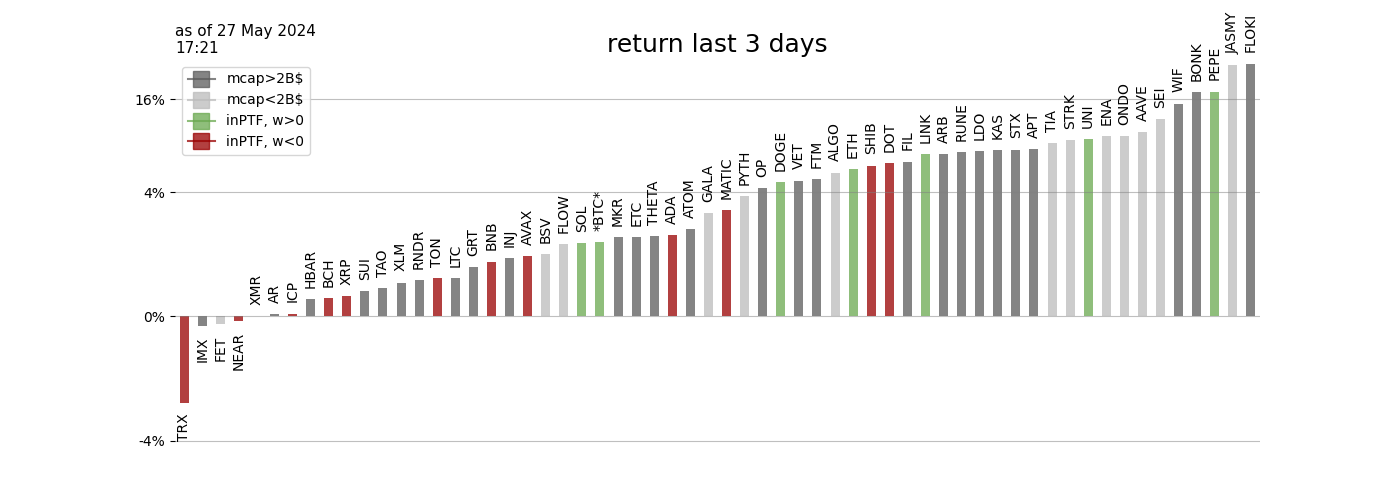 as of 27 May 2024
17:21
return last 3 days
mcap>2B$
mcap<2B$
inPTF, w>0
inPTF, w<0
16%
4%
0%
-4%
TRX
IMX
FET
NEAR
XMR
AR
ICP
HBAR
BCH
XRP
SUI
TAO
XLM
RNDR
TON
LTC
GRT
BNB
INJ
AVAX
BSV
FLOW
SOL
*BTC*
MKR
ETC
THETA
ADA
ATOM
GALA
MATIC
PYTH
OP
DOGE
VET
FTM
ALGO
ETH
SHIB
DOT
FIL
LINK
ARB
RUNE
LDO
KAS
STX
APT
TIA
STRK
UNI
ENA
ONDO
AAVE
SEI
WIF
BONK
PEPE
JASMY
FLOKI